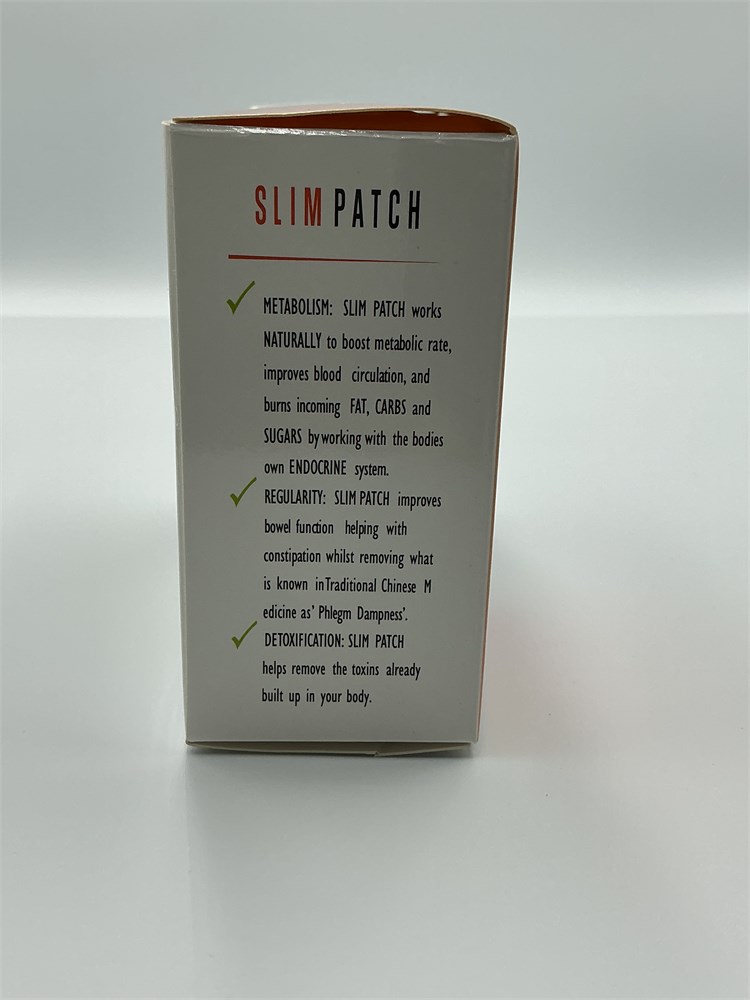 SLIM PATCH
METABOLISM: SLIM PATCH works
NATURALLY to boost metabolic rate,
improves blood circulation, and
burns incoming FAT, CARBS and
SUGARS by working with the bodies
own ENDOCRINE system.
REGULARITY: SLIM PATCH improves
bowel function helping with
constipation whilst removing what
is known in Traditional Chinese M
edicine as' Phlegm Dampness'.
DETOXIFICATION: SLIM PATCH
helps remove the toxins already
built up in your body.